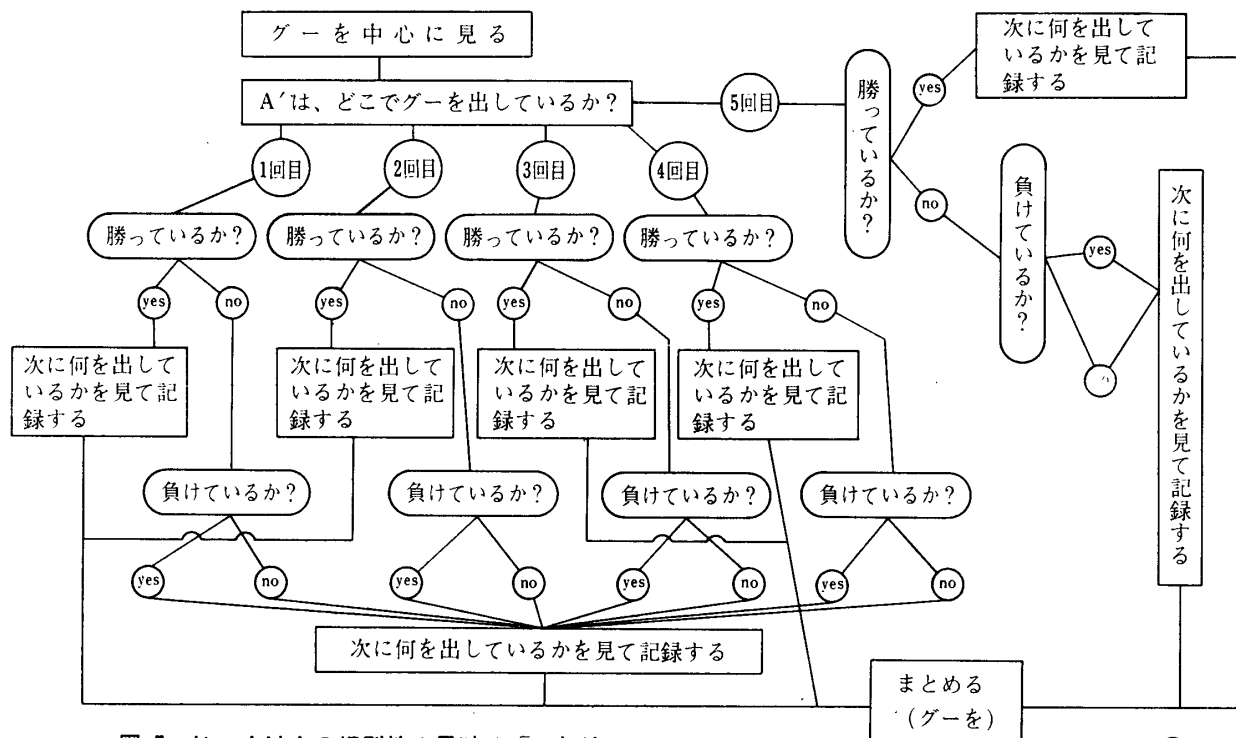 グーを中心に見る
A′は、どこでグーを出しているか？
5回目
勝っているか？
yes
次に何を出して
いるかを見て記
録する
no
負けているか？
yes
次に何を出しているかを見て記録する
1回目
2回目
3回目
4回目
勝っているか？
勝っているか？
勝っているか？
勝っているか？
yes
no
yes
no
yes
no
yes
no
次に何を出して
いるかを見て記
録する
次に何を出して
いるかを見て記
録する
次に何を出して
いるかを見て記
録する
次に何を出して
いるかを見て記
録する
負けているか？
負けているか？
負けているか？
負けているか？
yes
no
yes
no
yes
no
yes
no
次に何を出しているかを見て記録する
まとめる
（グーを）